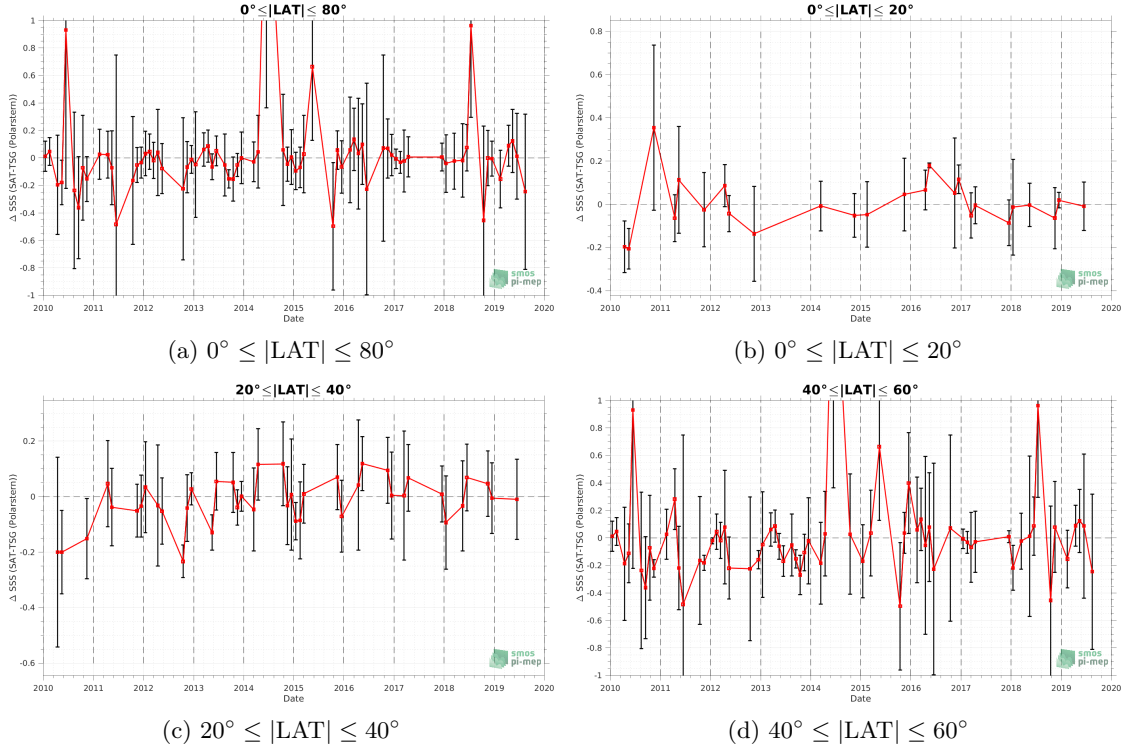 0°≤|LAT|≤ 80°
Δ SSS (SAT-TSG (Polarstern))
1
0.8
0.6
0.4
0.2
0
-0.2
-0.4
-0.6
-0.8
-1
2010 2011 2012 2013 2014 2015 2016 2017 2018 2019 2020
Date
smos
pi-mep
(a) 0° ≤ |LAT| ≤ 80°
0°≤|LAT|≤ 20°
Δ SSS (SAT-TSG (Polarstern))
0.8
0.6
0.4
0.2
0
-0.2
-0.4
2010 2011 2012 2013 2014 2015 2016 2017 2018 2019 2020
Date
smos
pi-mep
(b) 0° ≤ |LAT| ≤ 20°
20°≤|LAT|≤ 40°
Δ SSS (SAT-TSG (Polarstern))
0.2
0
-0.2
-0.4
-0.6
2010 2011 2012 2013 2014 2015 2016 2017 2018 2019 2020
Date
smos
pi-mep
(c) 20° ≤ |LAT| ≤ 40°
40°≤|LAT|≤ 60°
Δ SSS (SAT-TSG (Polarstern))
1
0.8
0.6
0.4
0.2
0
-0.2
-0.4
-0.6
-0.8
-1
2010 2011 2012 2013 2014 2015 2016 2017 2018 2019 2020
Date
smos
pi-mep
(d) 40° ≤ |LAT| ≤ 60°